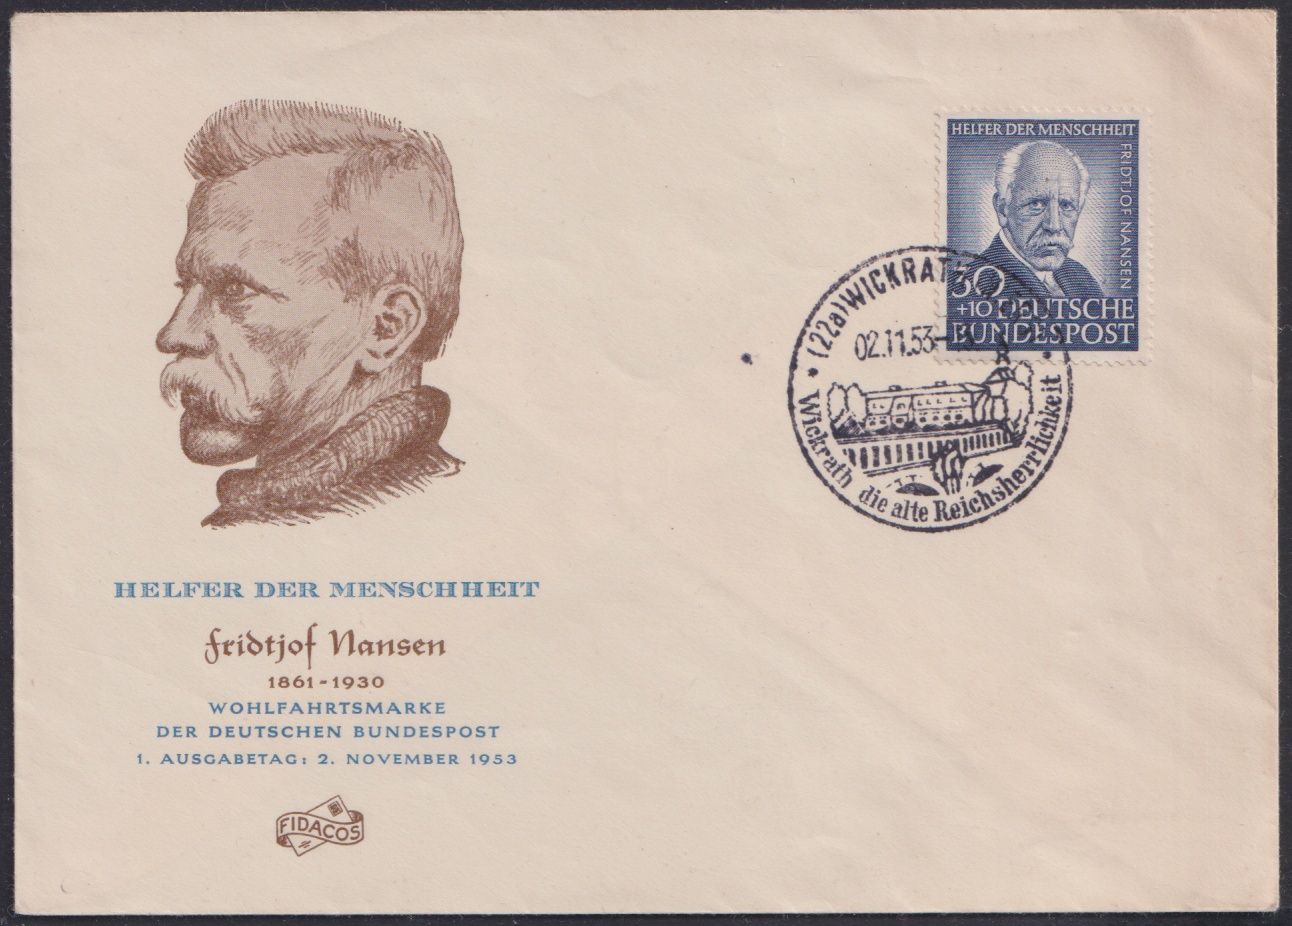 HELFER DER MENSCHHEIT
FRIDTJOF NANSEN
30
+10 DEUTSCHE
BUNDESPOST
(22a) WICKRATH
02.11.53
Wickrath die alte Reichsherrlichkeit
HELFER DER MENSCHHEIT
Fridtjof Nansen
1861-1930
WOHLFAHRTSMARKE
DER DEUTSCHEN BUNDESPOST
1. AUSGABETAG: 2. NOVEMBER 1953
FIDACOS